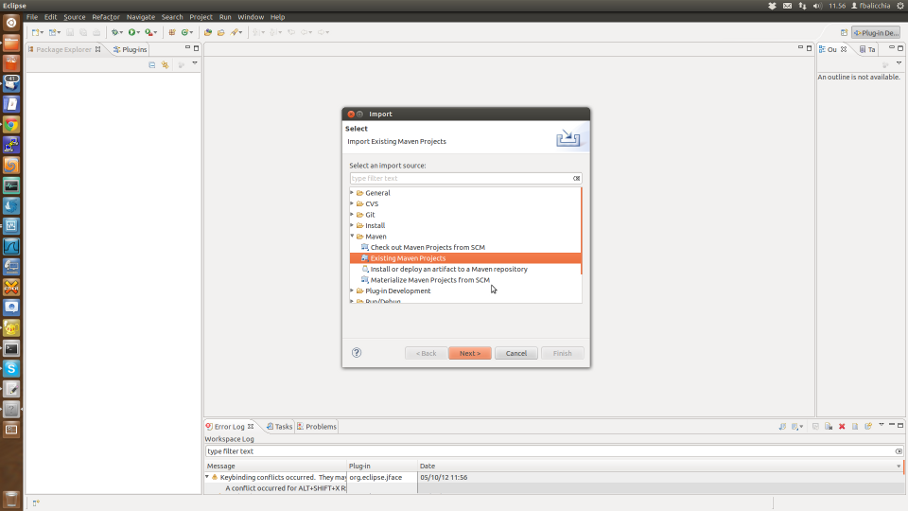 Eclipse
11:56
fbalicchia
File Edit Source Refactor Navigate Search Project Run Window Help
Plug-in De...
Package Explorer
Plug-ins
Ou
Ta
An outline is not available.
Import
Select
Import Existing Maven Projects
Select an import source:
type filter text
General
CVS
Git
Install
Maven
Check out Maven Projects from SCM
Existing Maven Projects
Install or deploy an artifact to a Maven repository
Materialize Maven Projects from SCM
Plug-in Development
Run/Debug
?
< Back
Next >
Cancel
Finish
Error Log
Tasks
Problems
Workspace Log
type filter text
Message Plug-in Date
Keybinding conflicts occurred. They may org.eclipse.jface 05/10/12 11:56
A conflict occurred for ALT+SHIFT+X R